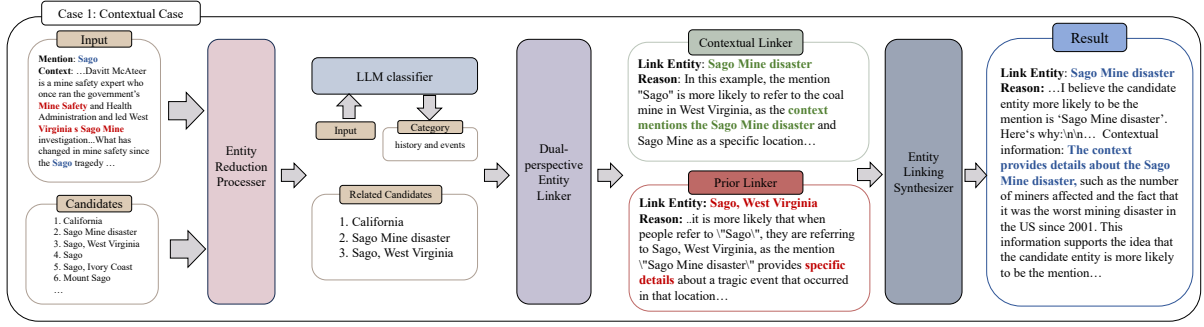 Case 1: Contextual Case
Input
Mention: Sago
Context: …Davitt McAteer
is a mine safety expert who
once ran the government's
Mine Safety and Health
Administration and led West
Virginia s Sago Mine
investigation...What has
changed in mine safety since
the Sago tragedy …
Candidates
1. California
2. Sago Mine disaster
3. Sago, West Virginia
4. Sago
5. Sago, Ivory Coast
6. Mount Sago
…
Entity
Reduction
Processer
LLM classifier
Input
Category
history and events
Related Candidates
1. California
2. Sago Mine disaster
3. Sago, West Virginia
Dual-
perspective
Entity
Linker
Contextual Linker
Link Entity: Sago Mine disaster
Reason: In this example, the mention
"Sago" is more likely to refer to the coal
mine in West Virginia, as the context
mentions the Sago Mine disaster and
Sago Mine as a specific location…
Prior Linker
Link Entity: Sago, West Virginia
Reason: ..it is more likely that when
people refer to \"Sago\", they are referring
to Sago, West Virginia, as the mention
\"Sago Mine disaster\" provides specific
details about a tragic event that occurred
in that location…
Entity
Linking
Synthesizer
Result
Link Entity: Sago Mine disaster
Reason: …I believe the candidate
entity more likely to be the
mention is 'Sago Mine disaster'.
Here's why:\n\n… Contextual
information: The context
provides details about the Sago
Mine disaster, such as the number
of miners affected and the fact that
it was the worst mining disaster in
the US since 2001. This
information supports the idea that
the candidate entity is more likely
to be the mention…